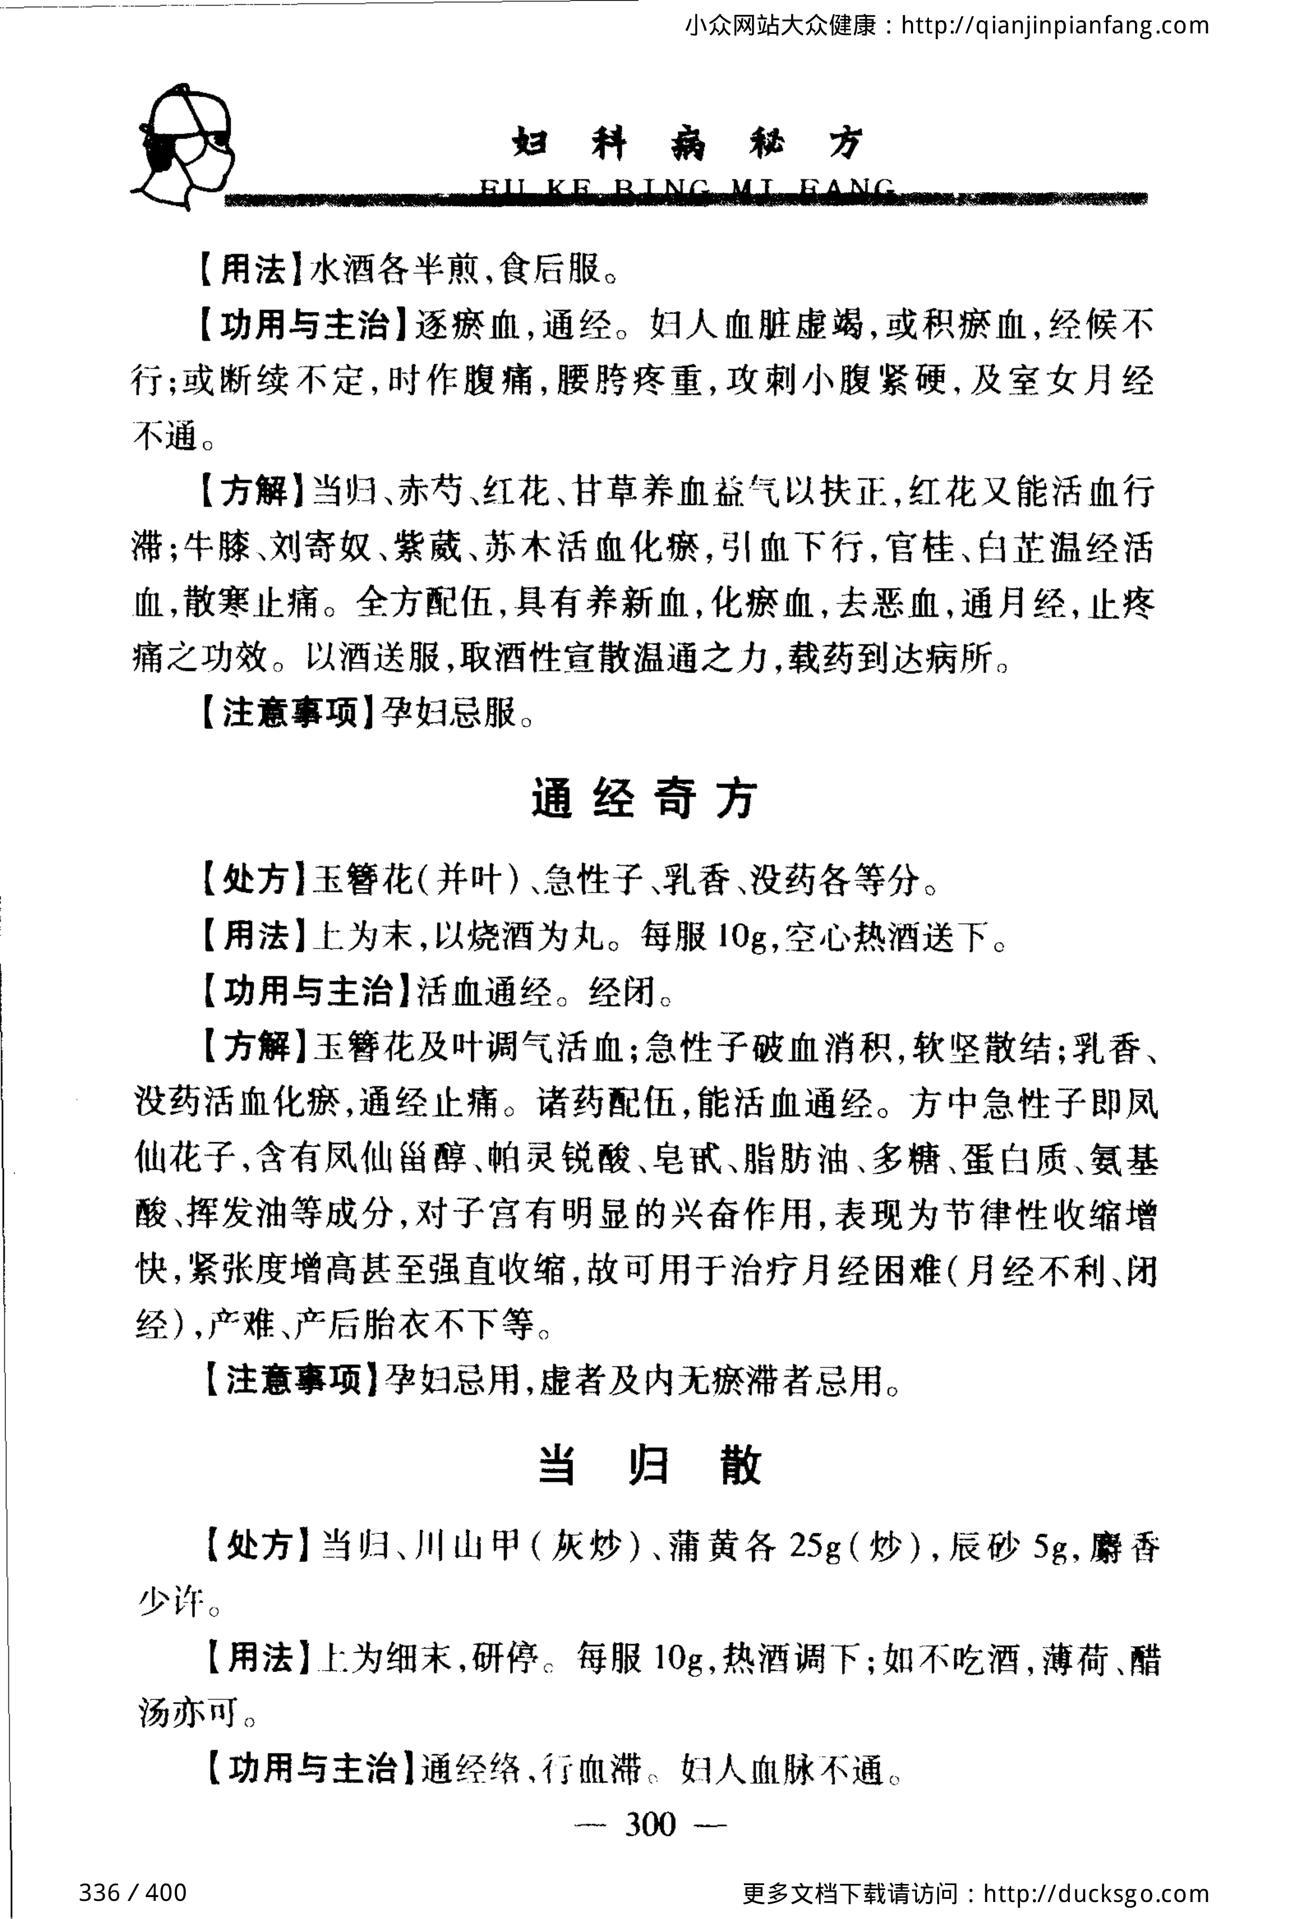 小众网站大众健康：http://qianjinpianfang.com
妇科病秘方
FU KE BING MI FANG
【用法】水酒各半煎,食后服。
【功用与主治】逐瘀血,通经。妇人血脏虚竭,或积瘀血,经候不
行;或断续不定,时作腹痛,腰胯疼重,攻刺小腹紧硬,及室女月经
不通。
【方解】当归、赤芍、红花、甘草养血益气以扶正,红花又能活血行
滞;牛膝、刘寄奴、紫葳、苏木活血化瘀,引血下行,官桂、白芷温经活
血,散寒止痛。全方配伍,具有养新血,化瘀血,去恶血,通月经,止疼
痛之功效。以酒送服,取酒性宣散温通之力,载药到达病所。
【注意事项】孕妇忌服。
通经奇方
【处方】玉簪花(并叶)、急性子、乳香、没药各等分。
【用法】上为末,以烧酒为丸。每服10g,空心热酒送下。
【功用与主治】活血通经。经闭。
【方解】玉簪花及叶调气活血;急性子破血消积,软坚散结;乳香、
没药活血化瘀,通经止痛。诸药配伍,能活血通经。方中急性子即凤
仙花子,含有凤仙甾醇、帕灵锐酸、皂甙、脂肪油、多糖、蛋白质、氨基
酸、挥发油等成分,对子宫有明显的兴奋作用,表现为节律性收缩增
快,紧张度增高甚至强直收缩,故可用于治疗月经困难(月经不利、闭
经),产难、产后胎衣不下等。
【注意事项】孕妇忌用,虚者及内无瘀滞者忌用。
当归散
【处方】当归、川山甲(灰炒)、蒲黄各25g(炒),辰砂5g,麝香
少许。
【用法】上为细末,研停。每服10g,热酒调下;如不吃酒,薄荷、醋
汤亦可。
【功用与主治】通经络,行血滞。妇人血脉不通。
— 300 —
336 / 400
更多文档下载请访问：http://ducksgo.com